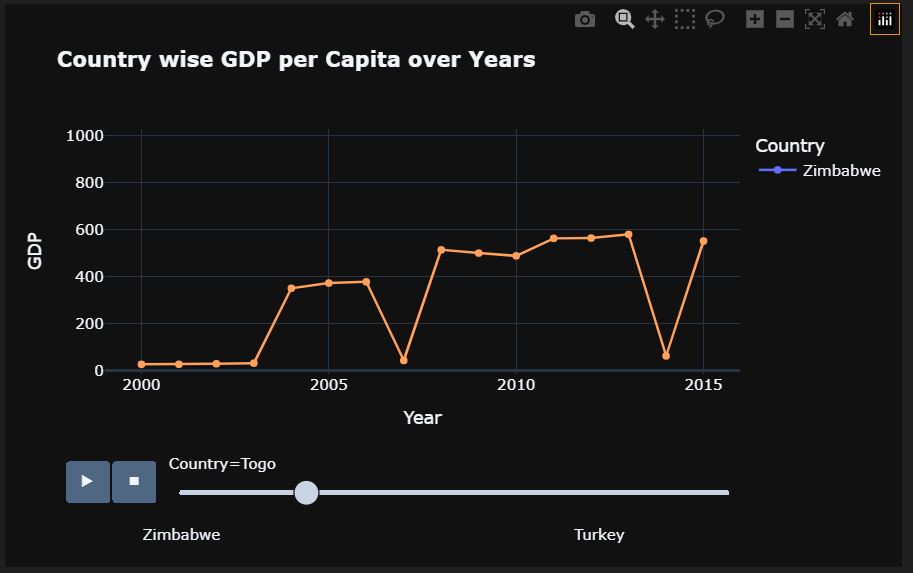 Country wise GDP per Capita over Years
1000
800
600
400
200
0
GDP
2000 2005 2010 2015
Year
Country
Zimbabwe
Country=Togo
Zimbabwe Turkey